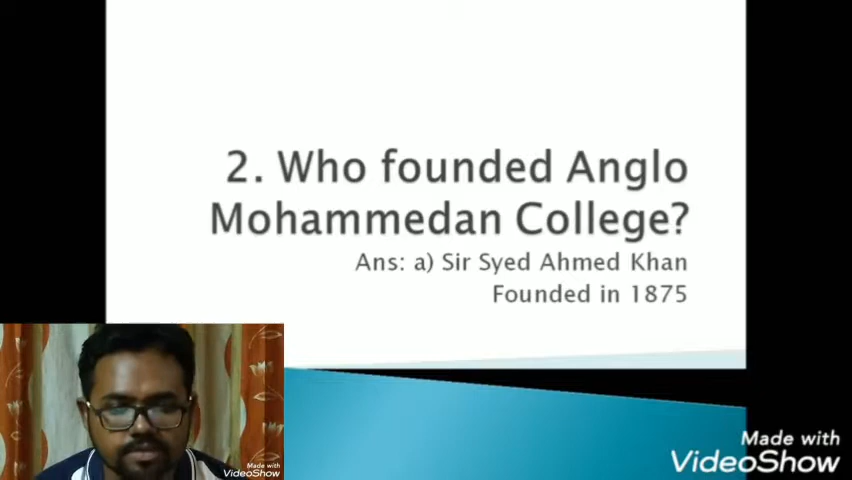 2. Who founded Anglo
Mohammedan College?
Ans: a) Sir Syed Ahmed Khan
Founded in 1875
Made with
VideoShow
Made with
VideoShow